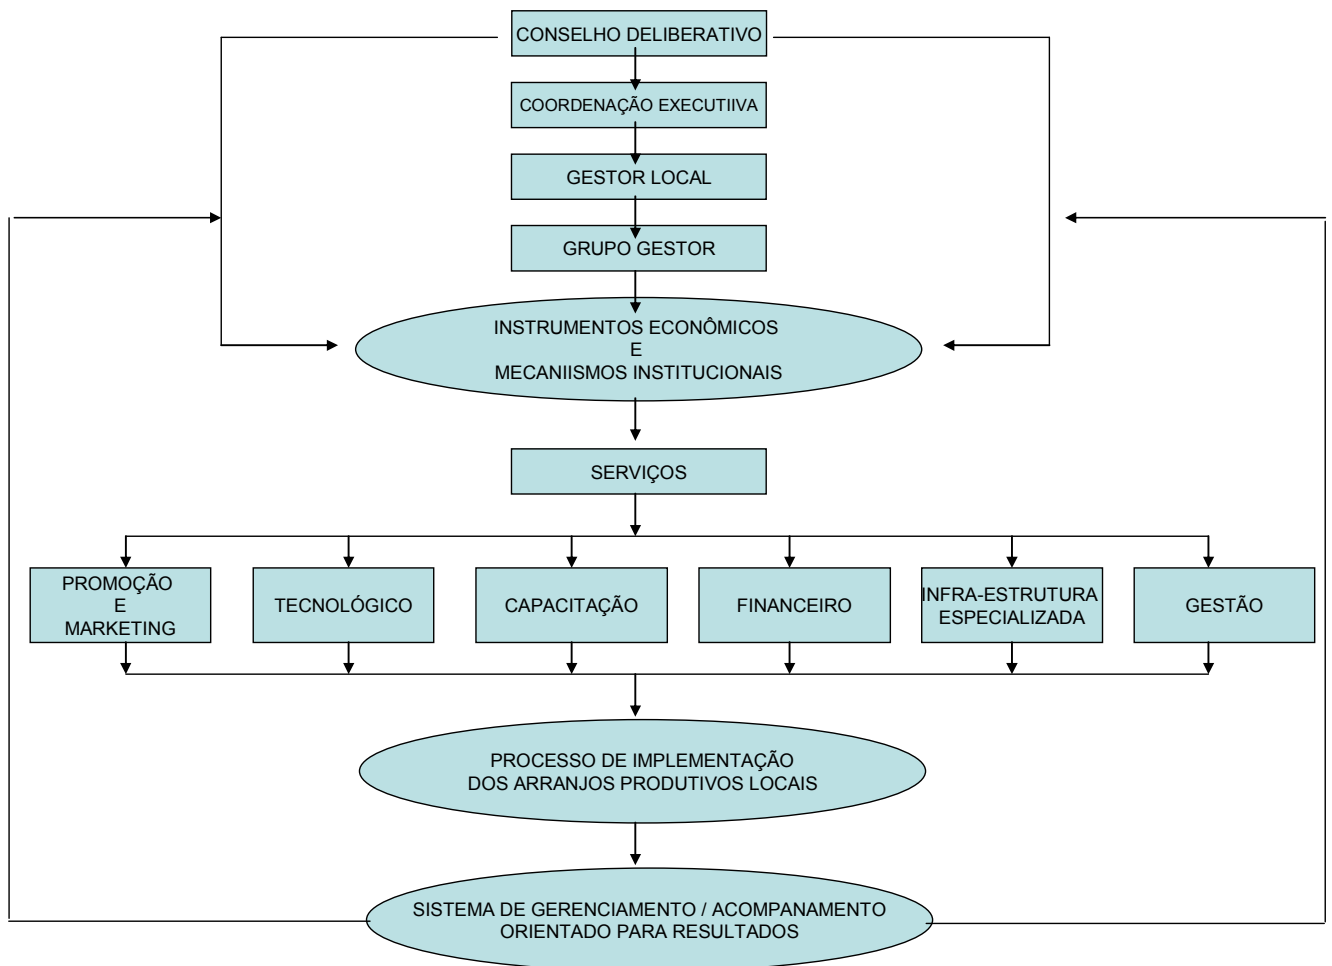 CONSELHO DELIBERATIVO
COORDENAÇÃO EXECUTIIVA
GESTOR LOCAL
GRUPO GESTOR
INSTRUMENTOS ECONÔMICOS
E
MECANIISMOS INSTITUCIONAIS
SERVIÇOS
PROMOÇÃO
E
MARKETING
TECNOLÓGICO
CAPACITAÇÃO
FINANCEIRO
INFRA-ESTRUTURA
ESPECIALIZADA
GESTÃO
PROCESSO DE IMPLEMENTAÇÃO
DOS ARRANJOS PRODUTIVOS LOCAIS
SISTEMA DE GERENCIAMENTO / ACOMPANAMENTO
ORIENTADO PARA RESULTADOS